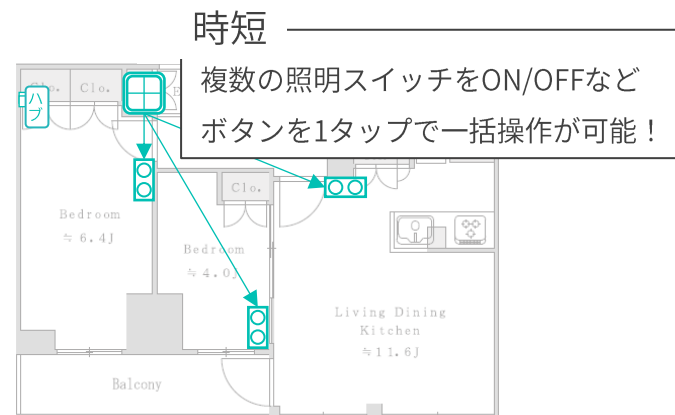 時短
複数の照明スイッチをON/OFFなど
ボタンを1タップで一括操作が可能！
Clo.
Clo.
E
ハブ
Clo.
Bedroom
≒6.4J
Bedroom
≒4.0J
Living Dining
Kitchen
≒11.6J
Balcony